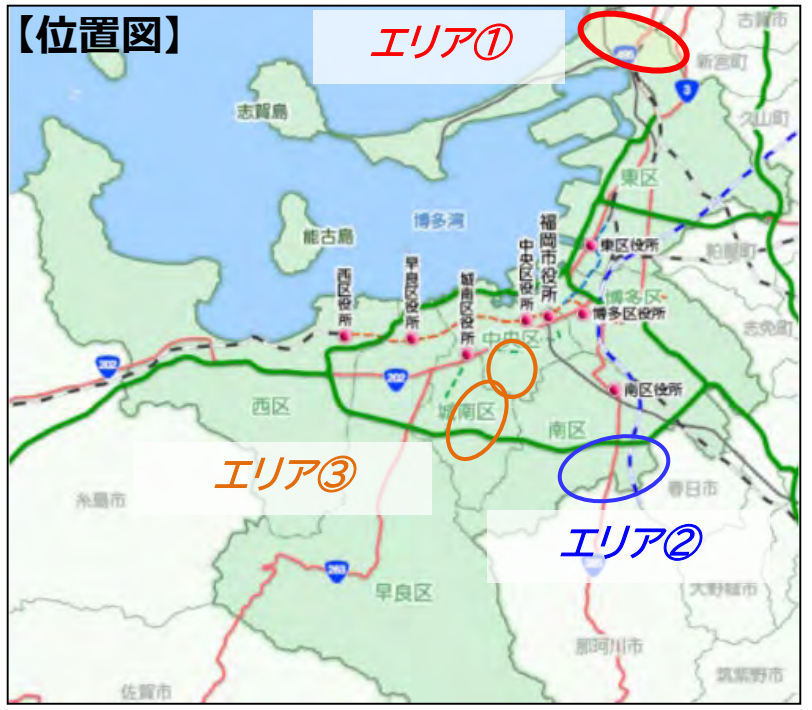 【位置図】
エリア①
古賀市
新宮町
495
3
志賀島
久山町
東区
博多湾
能古島
福岡市役所
中央区役所
東区役所
粕屋町
西区役所
早良区役所
城南区役所
博多区
博多区役所
志免町
中央区
202
202
南区役所
西区
城南区
南区
エリア③
春日市
糸島市
エリア②
263
早良区
大野城市
那珂川市
佐賀市
筑紫野市